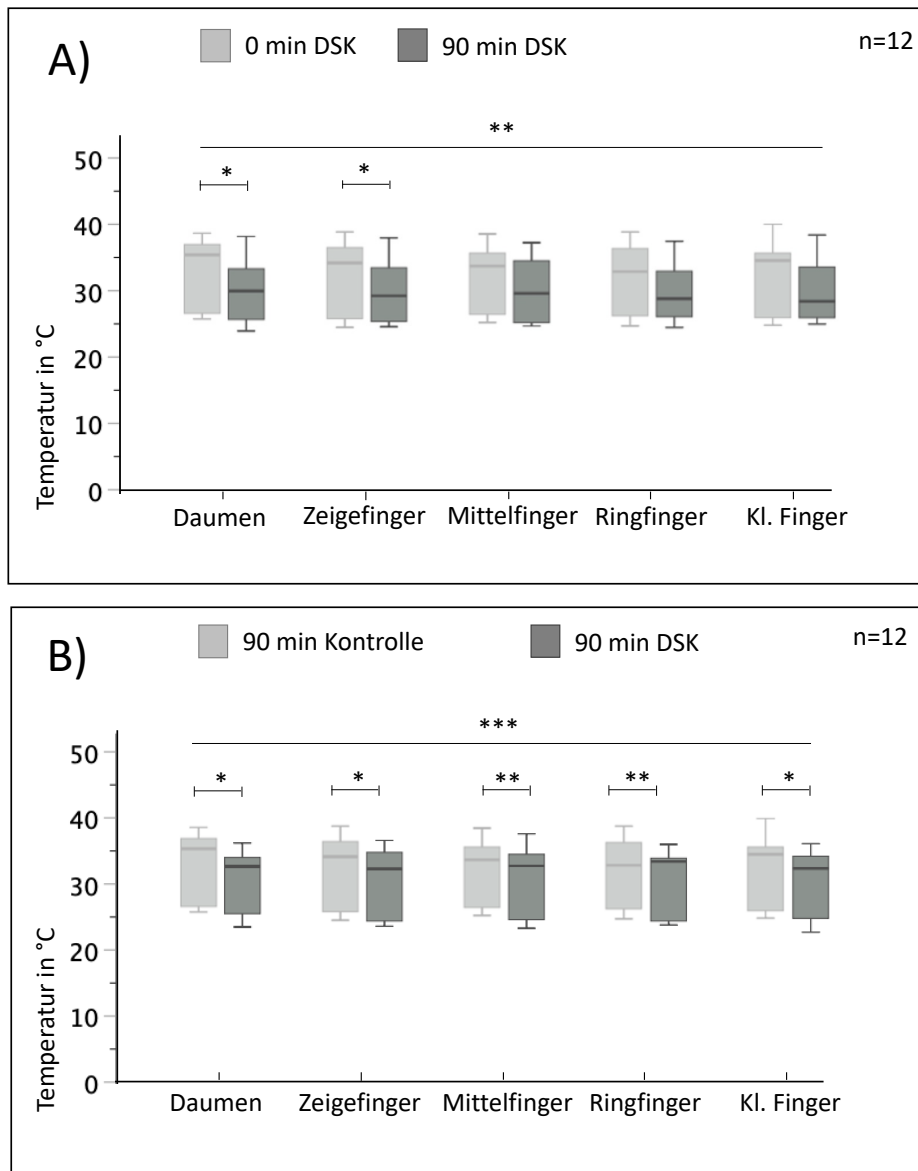 A)
0 min DSK 90 min DSK
n=12
**
* *
Temperatur in °C
50
40
30
20
10
0
Daumen Zeigefinger Mittelfinger Ringfinger Kl. Finger
B)
90 min Kontrolle 90 min DSK
n=12
***
* * ** ** *
Temperatur in °C
50
40
30
20
10
0
Daumen Zeigefinger Mittelfinger Ringfinger Kl. Finger